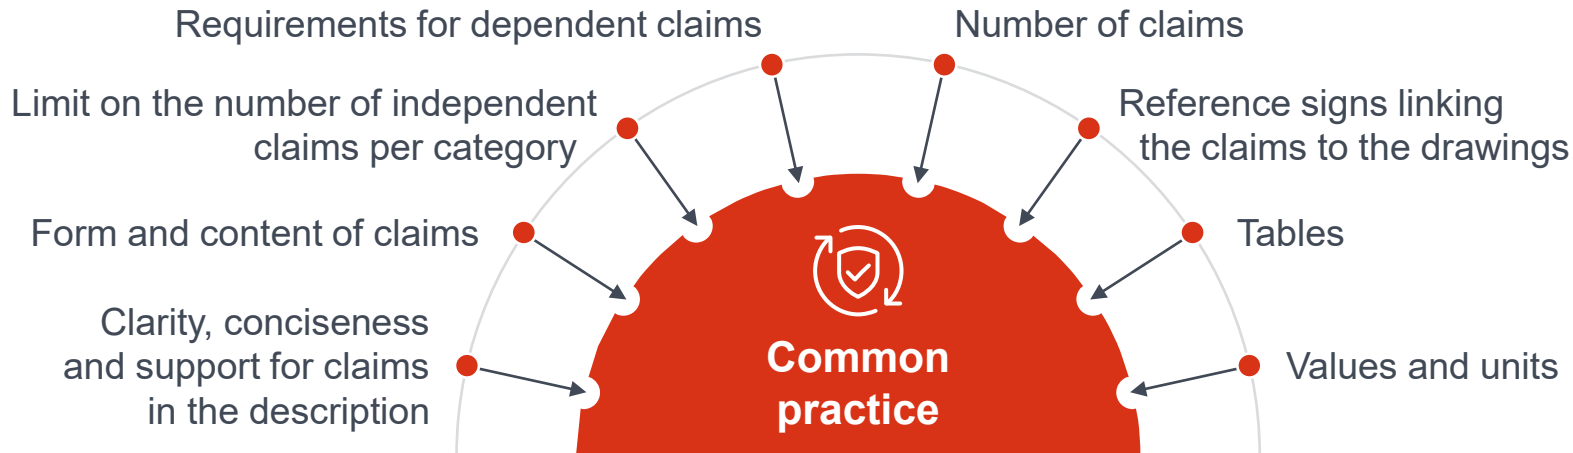 Requirements for dependent claims
Number of claims
Limit on the number of independent
claims per category
Reference signs linking
the claims to the drawings
Form and content of claims
Tables
Clarity, conciseness
and support for claims
in the description
Values and units
Common
practice